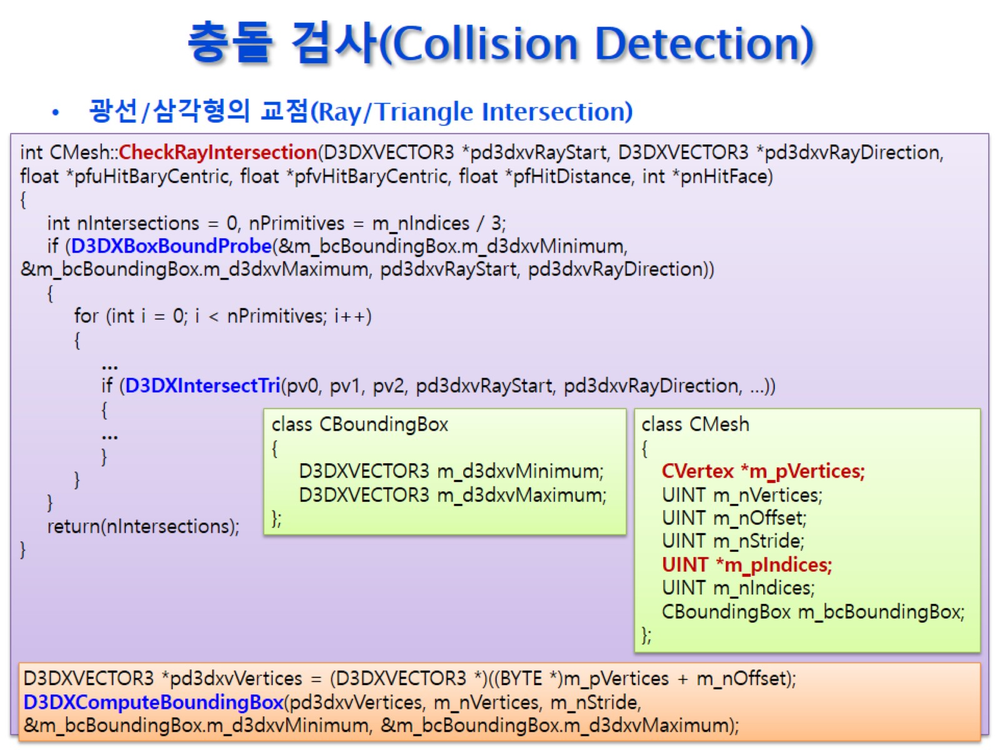 충돌 검사(Collision Detection)
• 광선/삼각형의 교점(Ray/Triangle Intersection)
int CMesh::CheckRayIntersection(D3DXVECTOR3 *pd3dxvRayStart, D3DXVECTOR3 *pd3dxvRayDirection,
float *pfuHitBaryCentric, float *pfvHitBaryCentric, float *pfHitDistance, int *pnHitFace)
{
int nIntersections = 0, nPrimitives = m_nIndices / 3;
if (D3DXBoxBoundProbe(&m_bcBoundingBox.m_d3dxvMinimum,
&m_bcBoundingBox.m_d3dxvMaximum, pd3dxvRayStart, pd3dxvRayDirection))
{
for (int i = 0; i < nPrimitives; i++)
{
...
if (D3DXIntersectTri(pv0, pv1, pv2, pd3dxvRayStart, pd3dxvRayDirection, ...))
{
...
}
}
}
return(nIntersections);
}
class CBoundingBox
{
D3DXVECTOR3 m_d3dxvMinimum;
D3DXVECTOR3 m_d3dxvMaximum;
};
class CMesh
{
CVertex *m_pVertices;
UINT m_nVertices;
UINT m_nOffset;
UINT m_nStride;
UINT *m_pIndices;
UINT m_nIndices;
CBoundingBox m_bcBoundingBox;
};
D3DXVECTOR3 *pd3dxvVertices = (D3DXVECTOR3 *)((BYTE *)m_pVertices + m_nOffset);
D3DXComputeBoundingBox(pd3dxvVertices, m_nVertices, m_nStride,
&m_bcBoundingBox.m_d3dxvMinimum, &m_bcBoundingBox.m_d3dxvMaximum);